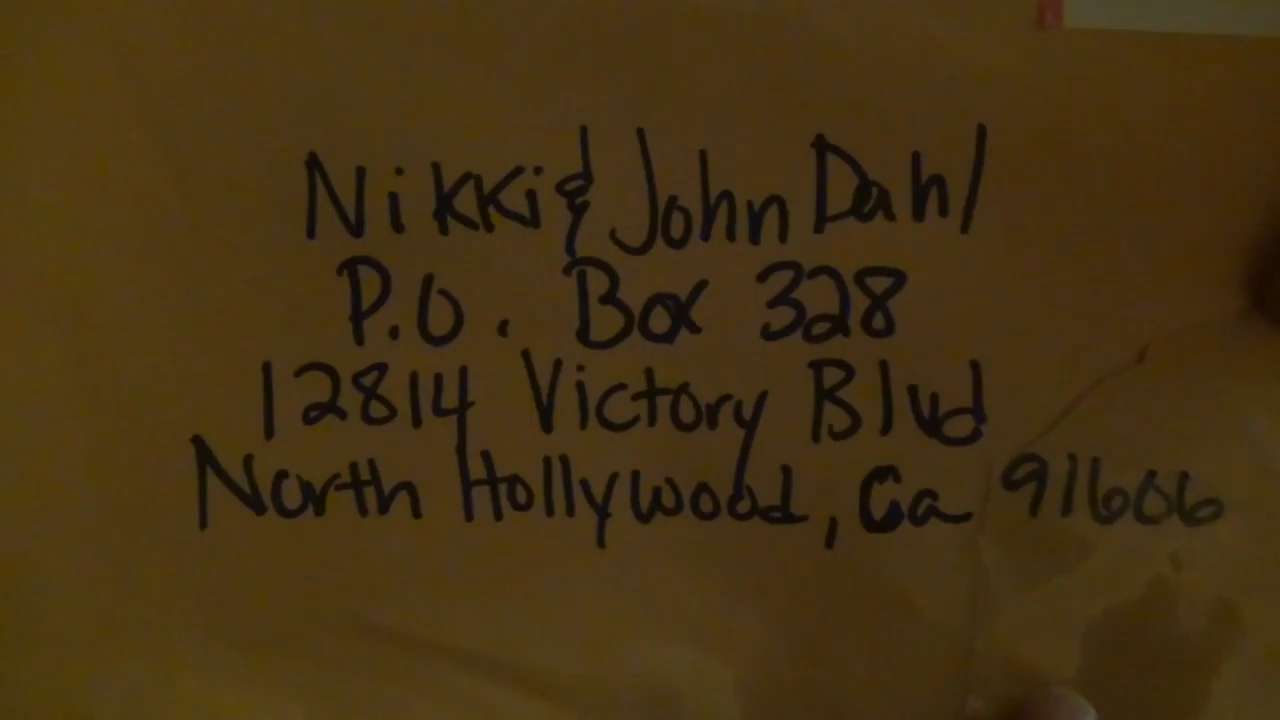 Nikki & John Dahl
P.O. Box 328
12814 Victory Blvd
North Hollywood, Ca 91606